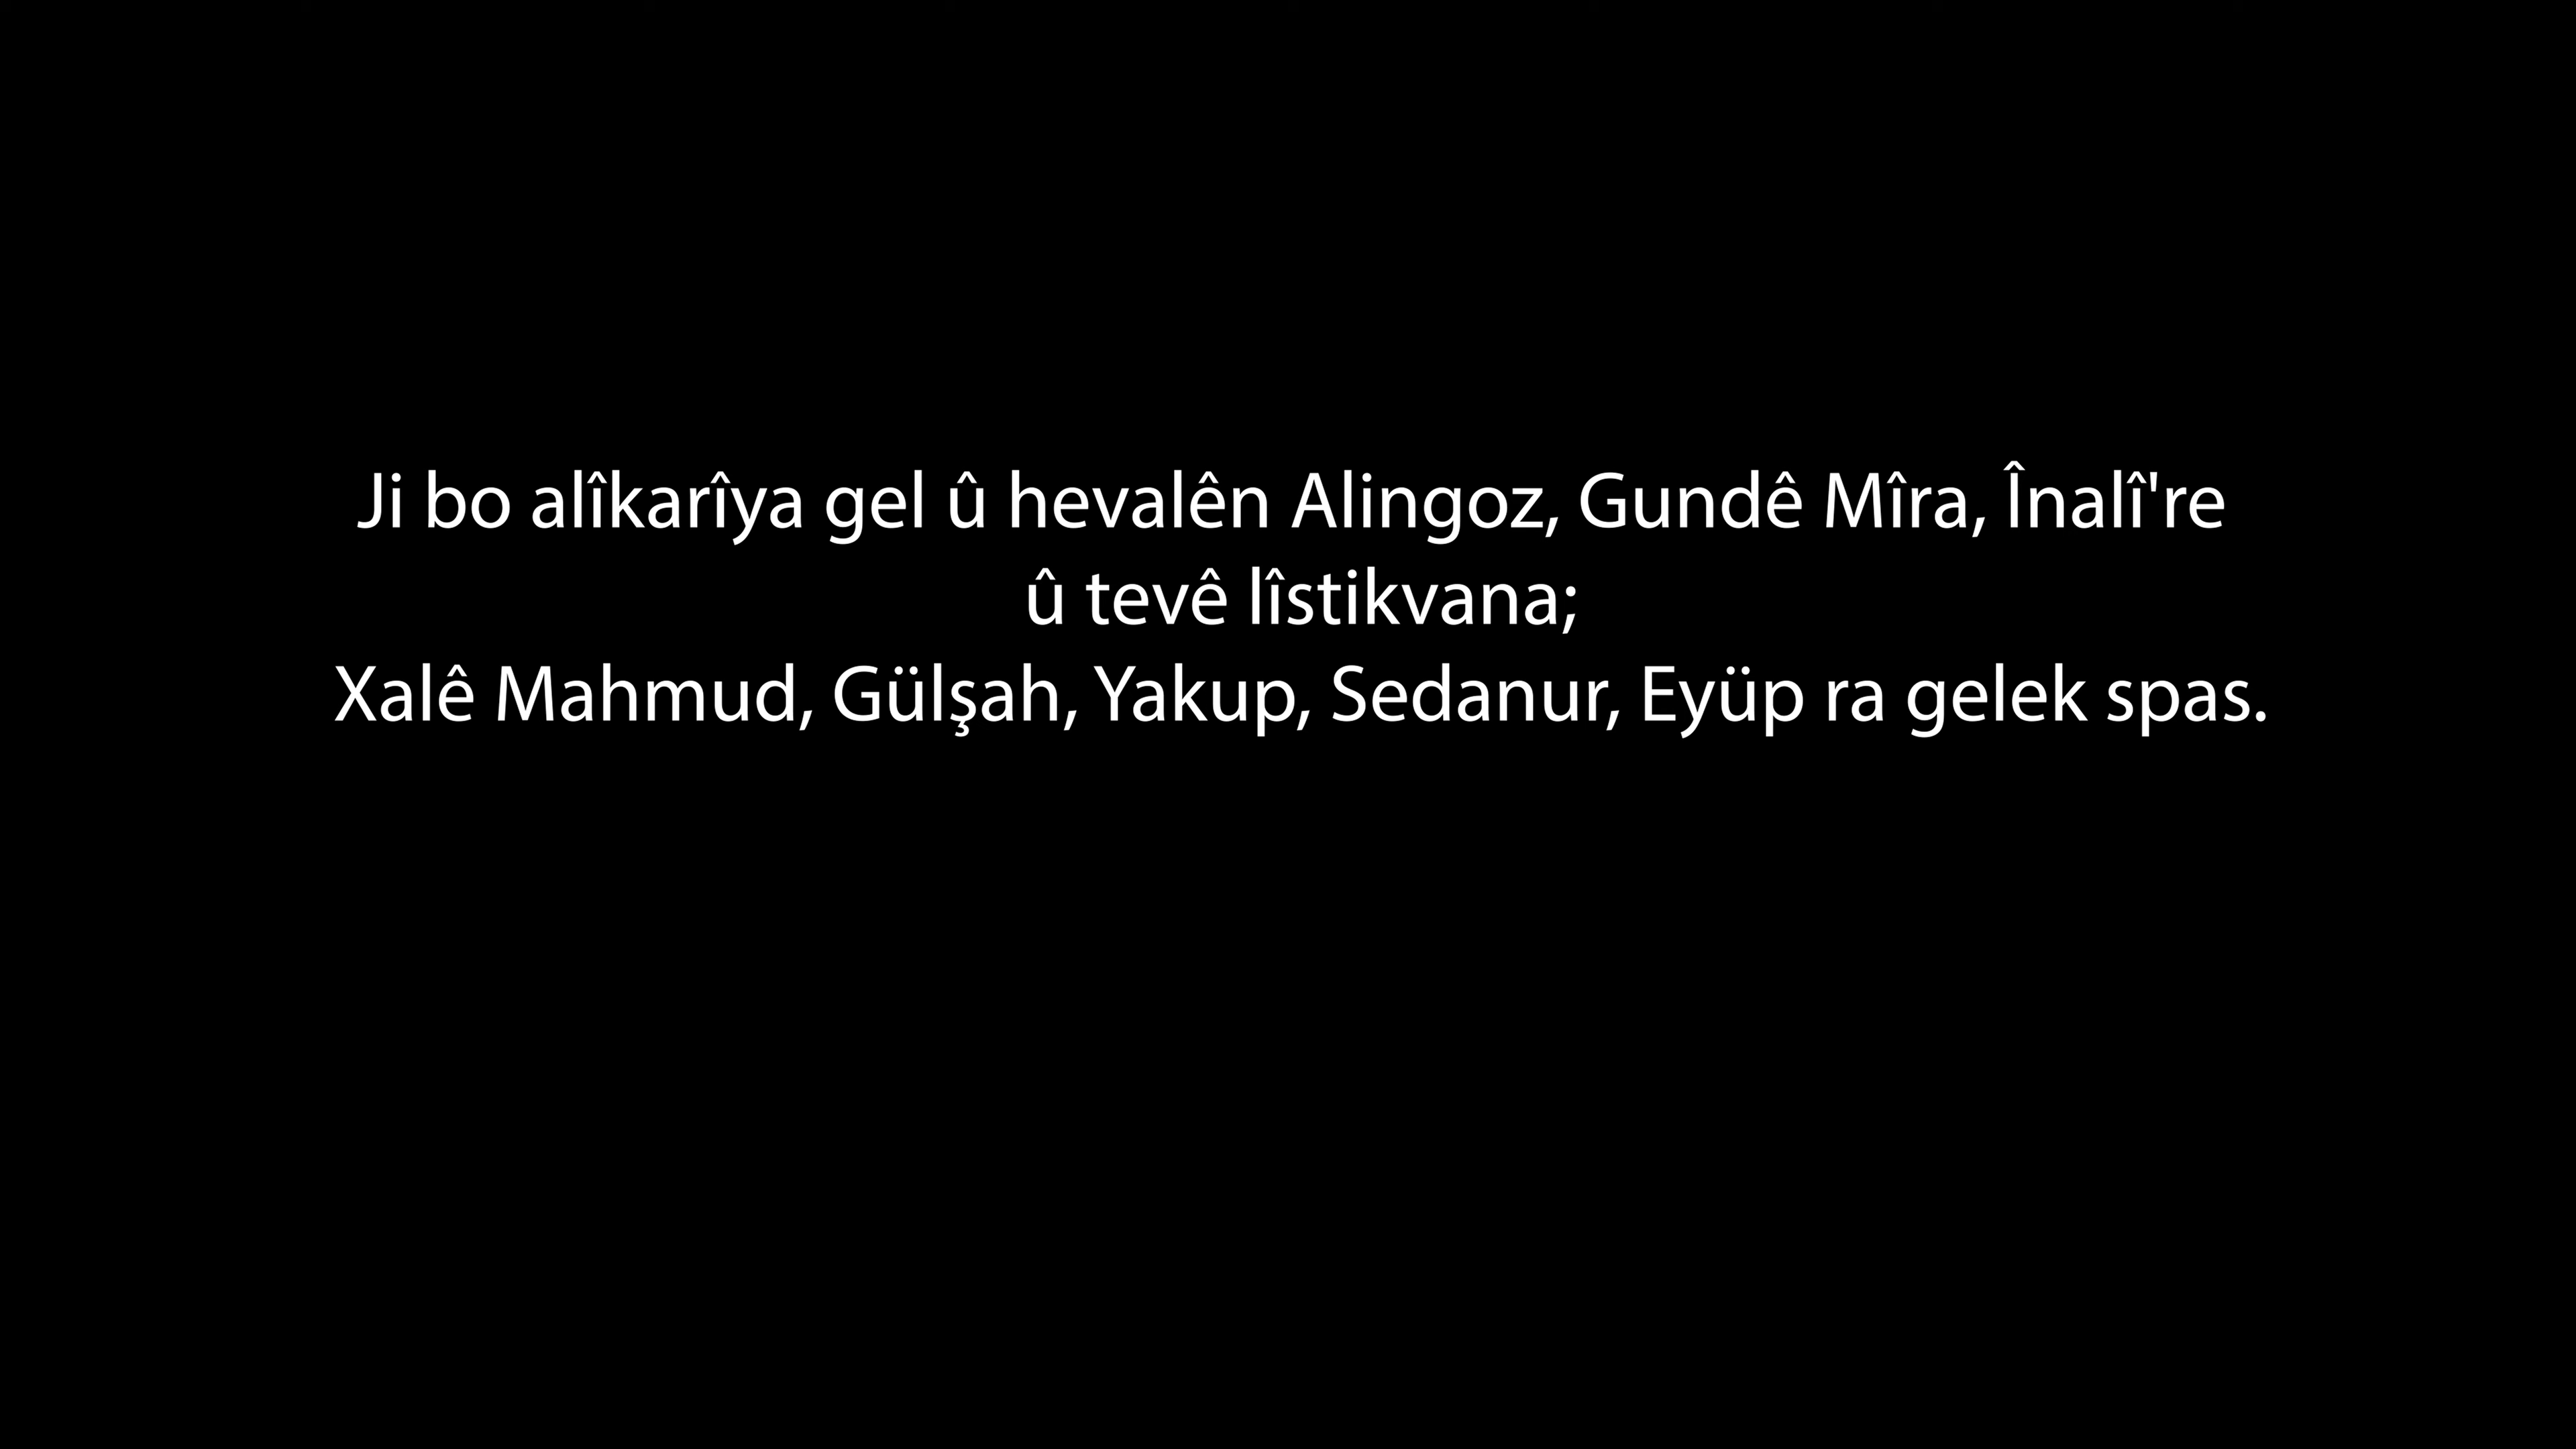 Ji bo alîkarîya gel û hevalên Alingoz, Gundê Mîra, Înalî're
û tevê lîstikvana;
Xalê Mahmud, Gülşah, Yakup, Sedanur, Eyüp ra gelek spas.